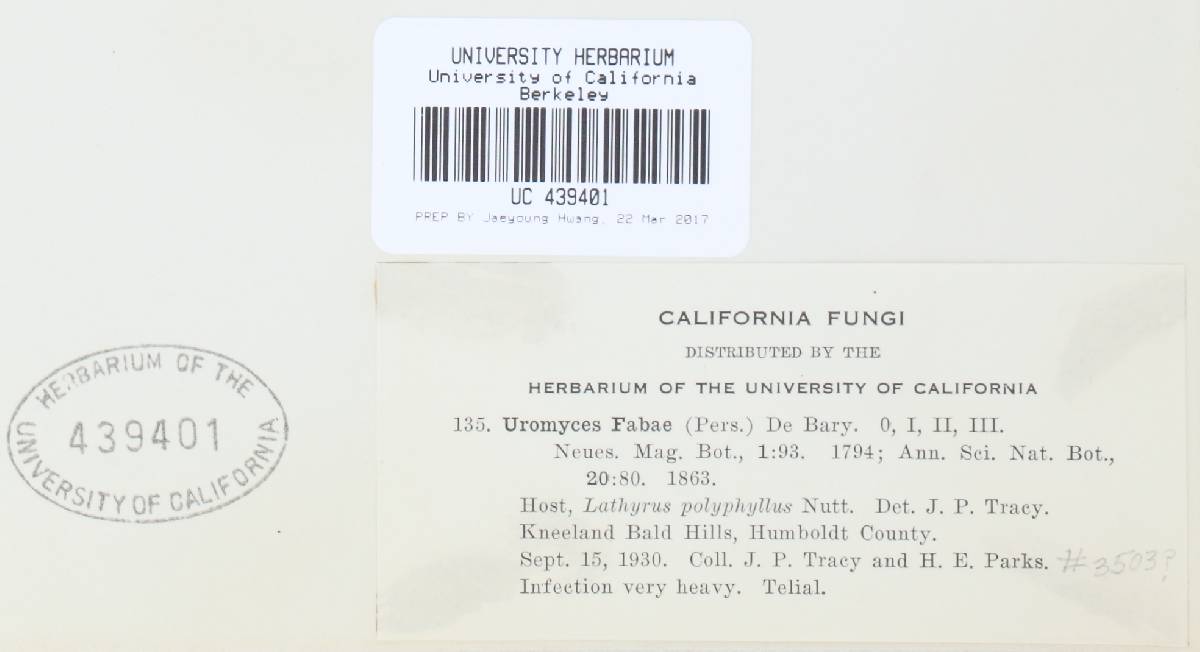 UNIVERSITY HERBARIUM
University of California
Berkeley
UC 439401
PREP BY Jaeyoung Hwang, 22 Mar 2017
HERBARIUM OF THE
439401
UNIVERSITY OF CALIFORNIA
CALIFORNIA FUNGI
DISTRIBUTED BY THE
HERBARIUM OF THE UNIVERSITY OF CALIFORNIA
135. Uromyces Fabae (Pers.) De Bary. 0, I, II, III.
Neues. Mag. Bot., 1:93. 1794; Ann. Sci. Nat. Bot.,
20:80. 1863.
Host, Lathyrus polyphyllus Nutt. Det. J. P. Tracy.
Kneeland Bald Hills, Humboldt County.
Sept. 15, 1930. Coll. J. P. Tracy and H. E. Parks. #3503?
Infection very heavy. Telial.